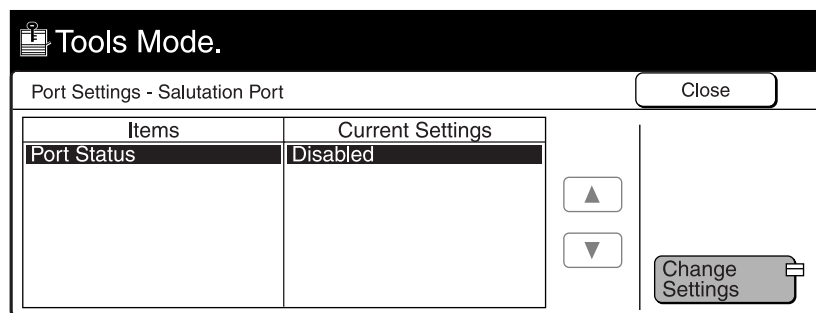 Tools Mode.
Port Settings - Salutation Port
Close
Items Current Settings
Port Status Disabled
Change
Settings